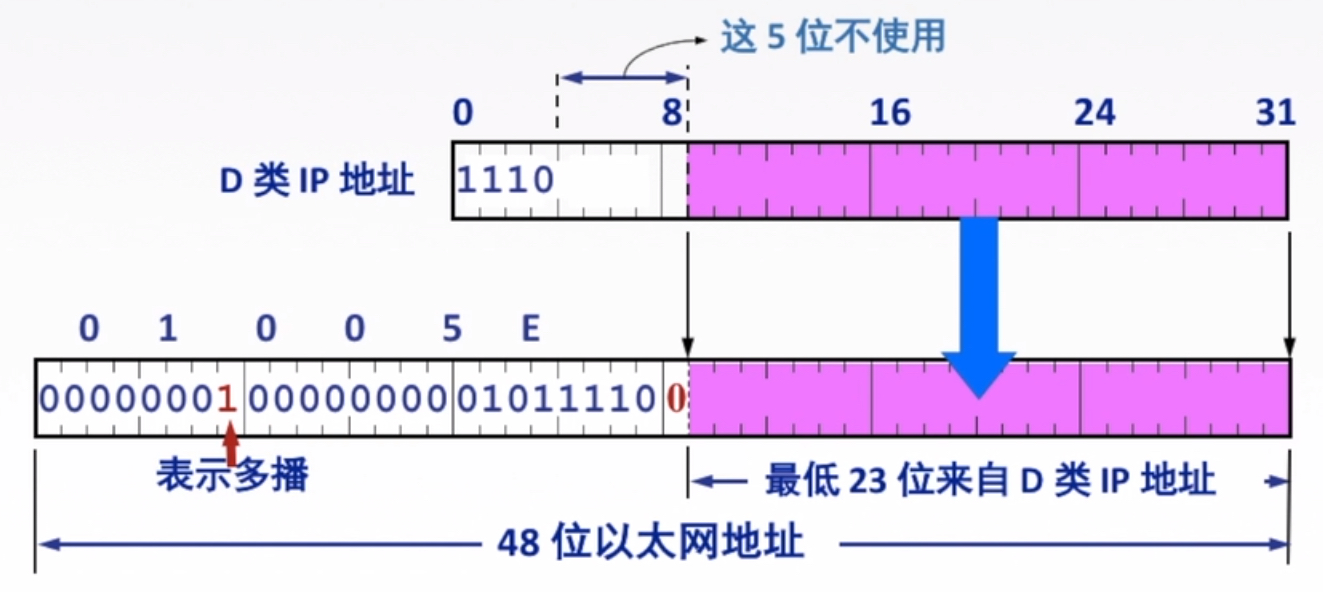 这 5 位不使用
0 8 16 24 31
D 类 IP 地址 1110
0 1 0 0 5 E
00000001 00000000 01011110 0
表示多播
最低 23 位来自 D 类 IP 地址
48 位以太网地址